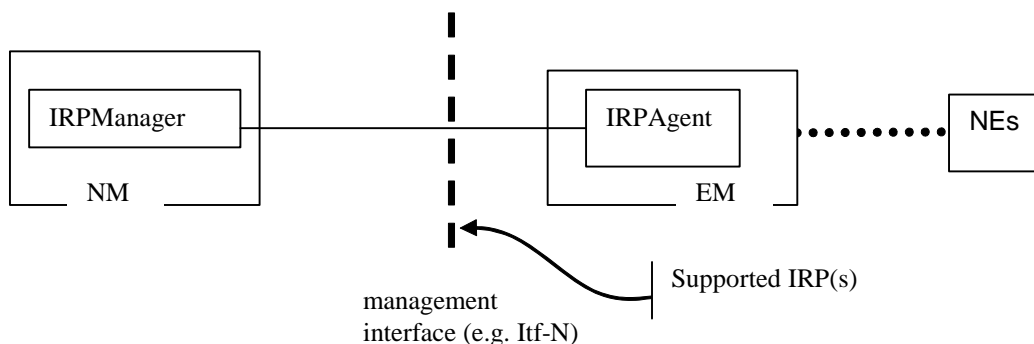 IRPManager
IRPAgent
NEs
NM
EM
Supported IRP(s)
management
interface (e.g. Itf-N)